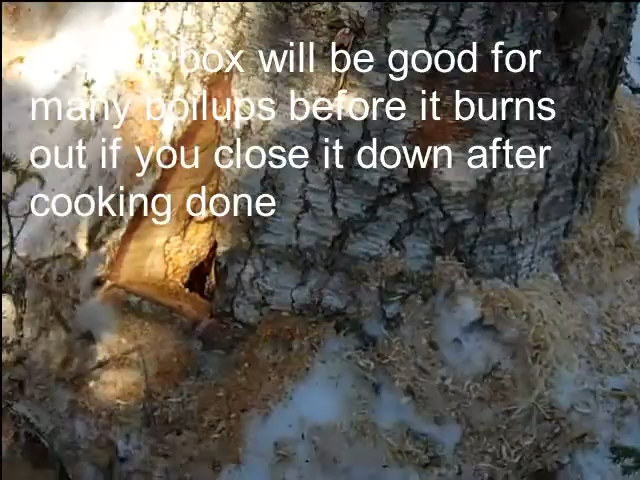 box will be good for
many boilups before it burns
out if you close it down after
cooking done